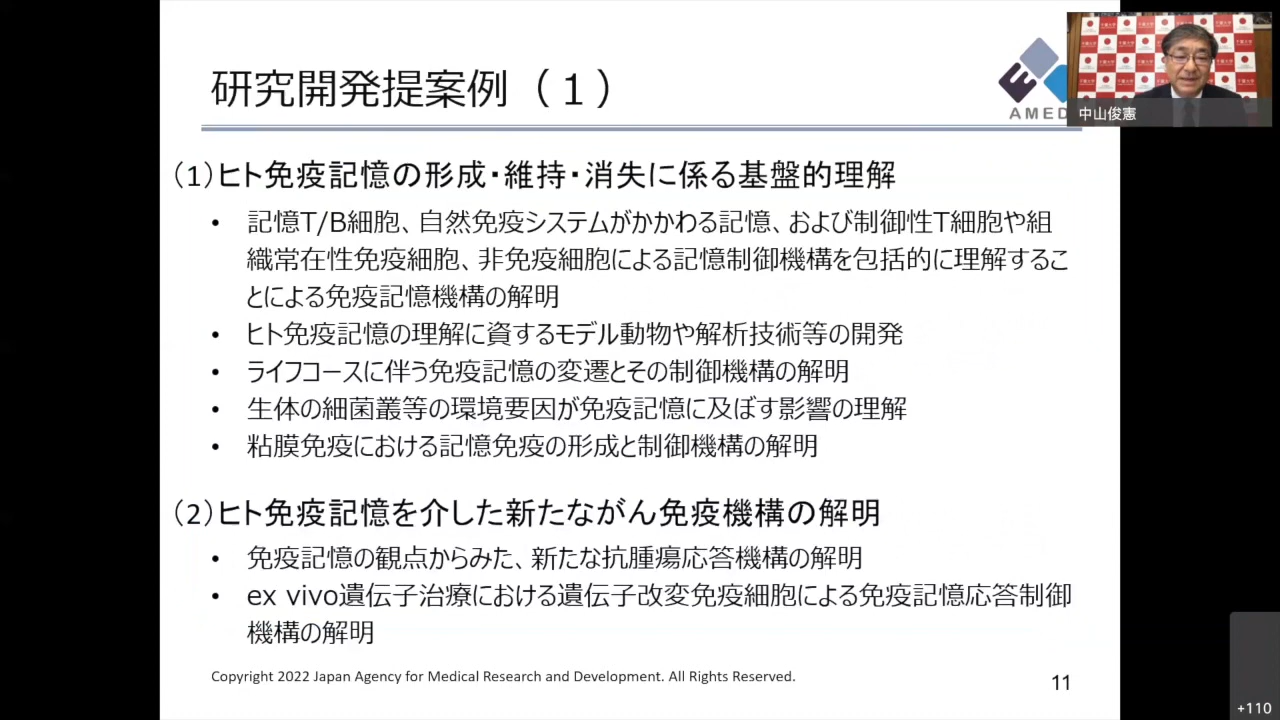 研究開発提案例（１）
AMED
中山俊憲
（1）ヒト免疫記憶の形成・維持・消失に係る基盤的理解
• 記憶T/B細胞、自然免疫システムがかかわる記憶、および制御性T細胞や組
織常在性免疫細胞、非免疫細胞による記憶制御機構を包括的に理解するこ
とによる免疫記憶機構の解明
• ヒト免疫記憶の理解に資するモデル動物や解析技術等の開発
• ライフコースに伴う免疫記憶の変遷とその制御機構の解明
• 生体の細菌叢等の環境要因が免疫記憶に及ぼす影響の理解
• 粘膜免疫における記憶免疫の形成と制御機構の解明
（2）ヒト免疫記憶を介した新たながん免疫機構の解明
• 免疫記憶の観点からみた、新たな抗腫瘍応答機構の解明
• ex vivo遺伝子治療における遺伝子改変免疫細胞による免疫記憶応答制御
機構の解明
Copyright 2022 Japan Agency for Medical Research and Development. All Rights Reserved.
11
+110